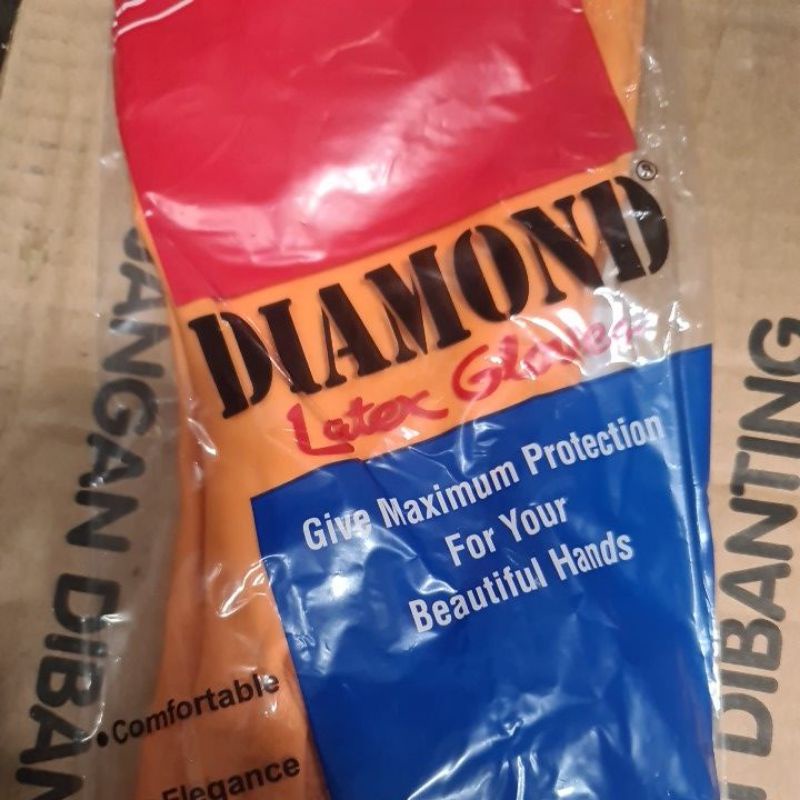 DIAMOND®
Latex Gloves
Give Maximum Protection
For Your
Beautiful Hands
•Comfortable
Elegance
JANGAN DIBAN
DIBANTING